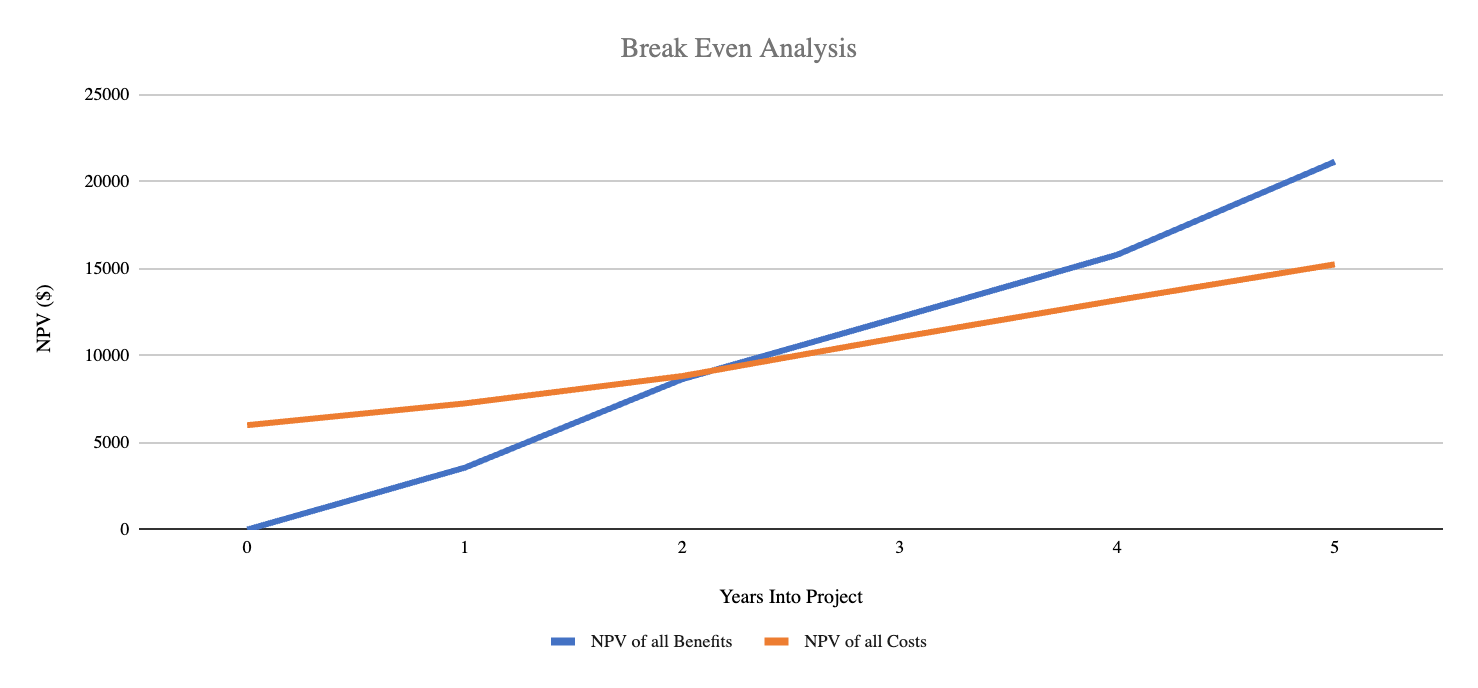 Break Even Analysis
25000
20000
15000
10000
5000
0
NPV ($)
0 1 2 3 4 5
Years Into Project
NPV of all Benefits NPV of all Costs